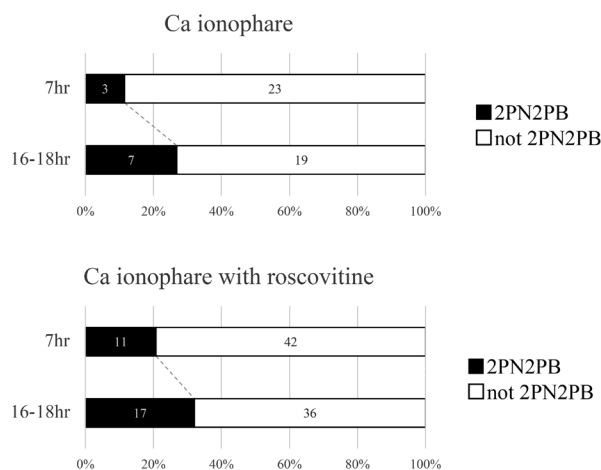 Ca ionophare
7hr
3
23
2PN2PB
not 2PN2PB
16-18hr
7
19
0%
20%
40%
60%
80%
100%
Ca ionophare with roscovitine
7hr
11
42
2PN2PB
not 2PN2PB
16-18hr
17
36
0%
20%
40%
60%
80%
100%